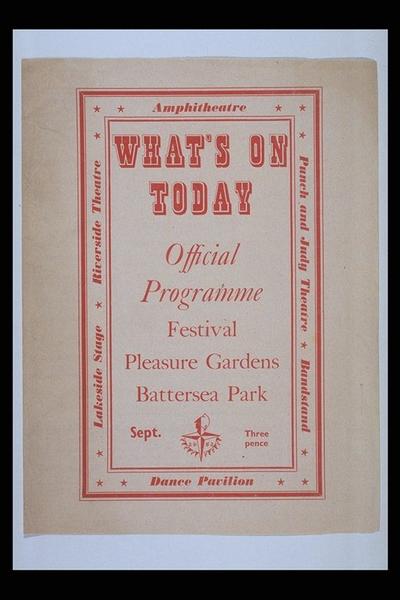 Amphitheatre
WHAT'S ON
TODAY
Official
Programme
Festival
Pleasure Gardens
Battersea Park
Sept.
Three
pence
Riverside Theatre
Lakeside Stage
Punch and Judy Theatre
Bandstand
Dance Pavilion